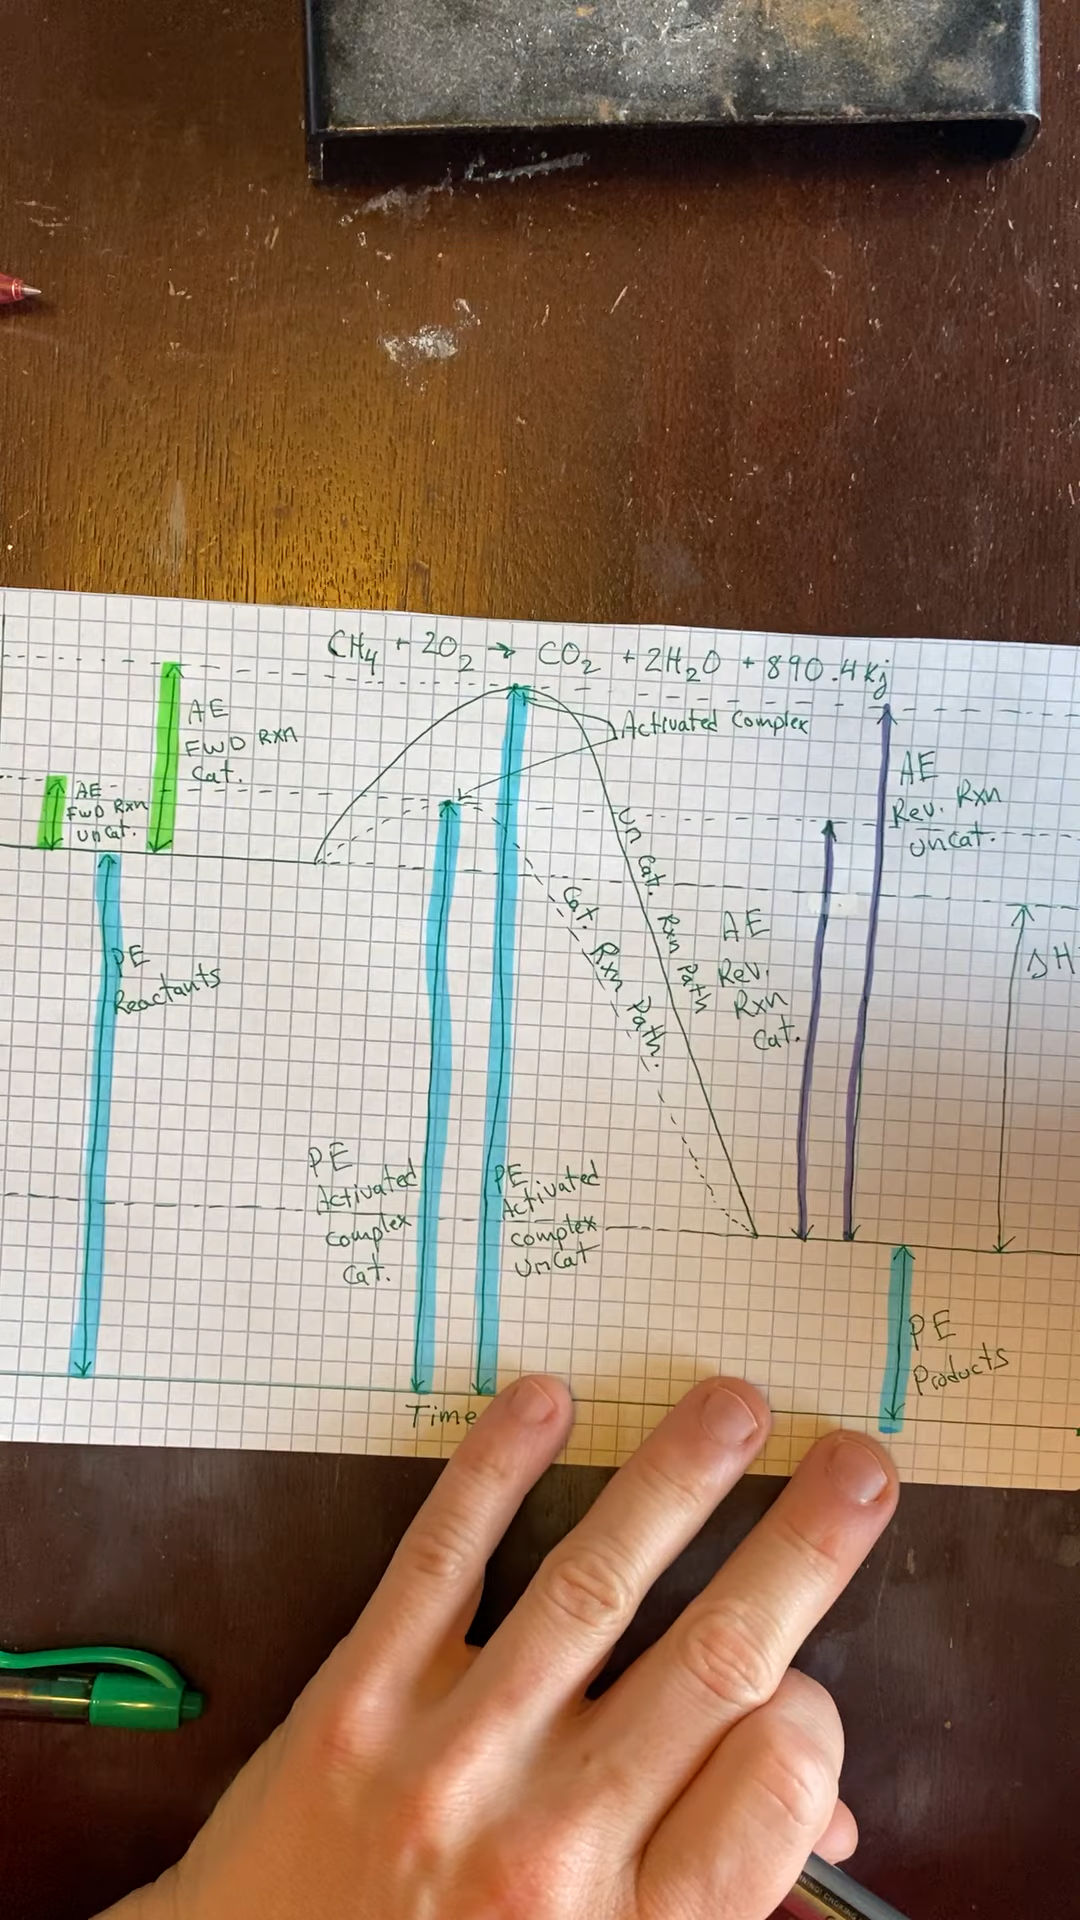 CH4 + 2O2 → CO2 + 2H2O + 890.4 Kj
Activated Complex
AE
FWD Rxn
Cat.
AE
FWD Rxn
Uncat.
AE
Rev. Rxn
Uncat.
Un Cat. Rxn Path
Cat. Rxn Path.
AE
Rev.
Rxn
Cat.
ΔH
PE
Reactants
PE
Activated
complex
Cat.
PE
Activated
complex
UnCat
PE
Products
Time